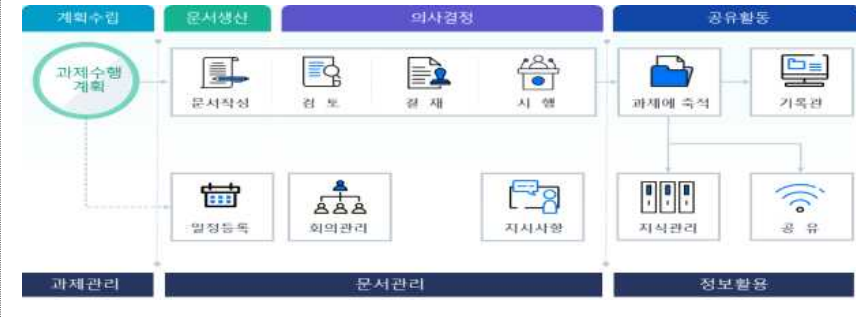 계획수립
문서생산
의사결정
공유활동
과제수행
계획
문서작성
검 토
결 재
시 행
과제에 축적
기록관
일정등록
회의관리
지시사항
지식관리
공 유
과제관리
문서관리
정보활용